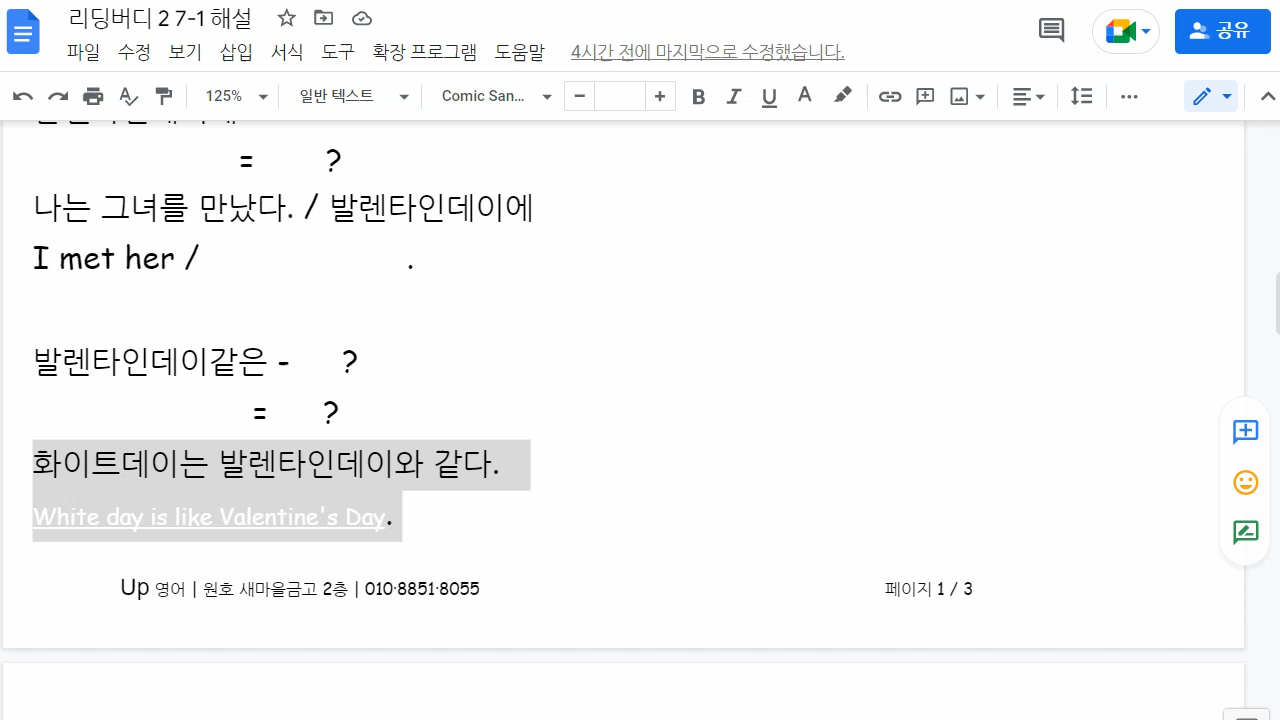 리딩버디 2 7-1 해설
파일 수정 보기 삽입 서식 도구 확장 프로그램 도움말 4시간 전에 마지막으로 수정했습니다.
공유
125% 일반 텍스트 Comic San... − + B I U A
= ?
나는 그녀를 만났다. / 발렌타인데이에
I met her / .
발렌타인데이같은 - ?
= ?
화이트데이는 발렌타인데이와 같다.
White day is like Valentine's Day.
Up 영어 | 원호 새마을금고 2층 | 010·8851·8055 페이지 1 / 3